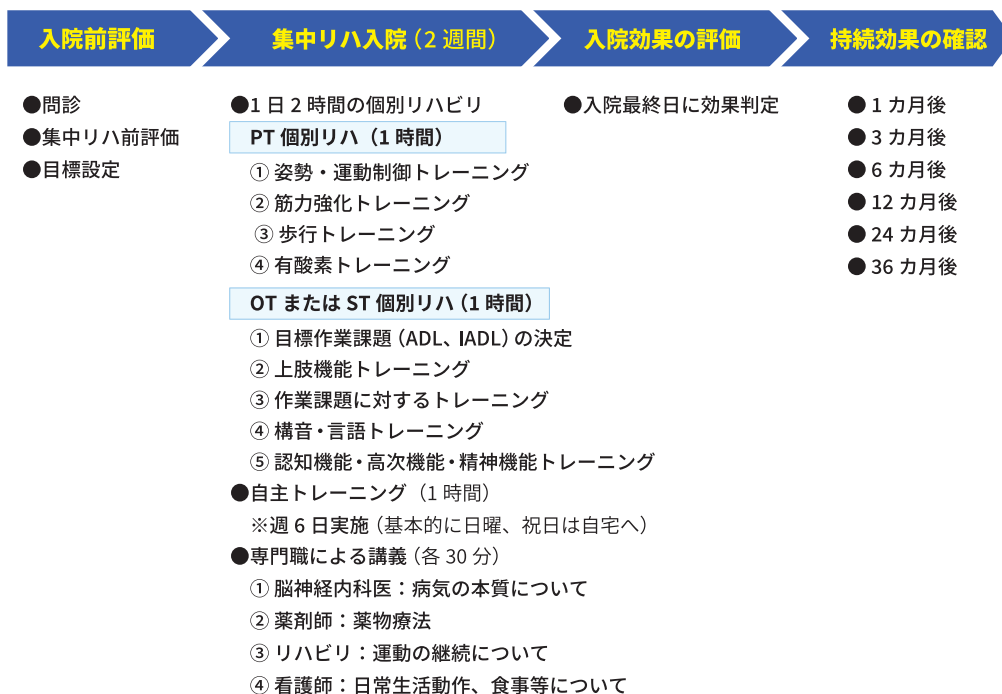 入院前評価
集中リハ入院（2 週間）
入院効果の評価
持続効果の確認
●問診
●集中リハ前評価
●目標設定
●1 日 2 時間の個別リハビリ
PT 個別リハ（1 時間）
① 姿勢・運動制御トレーニング
② 筋力強化トレーニング
③ 歩行トレーニング
④ 有酸素トレーニング
OT または ST 個別リハ（1 時間）
① 目標作業課題（ADL、IADL）の決定
② 上肢機能トレーニング
③ 作業課題に対するトレーニング
④ 構音・言語トレーニング
⑤ 認知機能・高次機能・精神機能トレーニング
●自主トレーニング（1 時間）
※週 6 日実施（基本的に日曜、祝日は自宅へ）
●専門職による講義（各 30 分）
① 脳神経内科医：病気の本質について
② 薬剤師：薬物療法
③ リハビリ：運動の継続について
④ 看護師：日常生活動作、食事等について
●入院最終日に効果判定
● 1 カ月後
● 3 カ月後
● 6 カ月後
● 12 カ月後
● 24 カ月後
● 36 カ月後